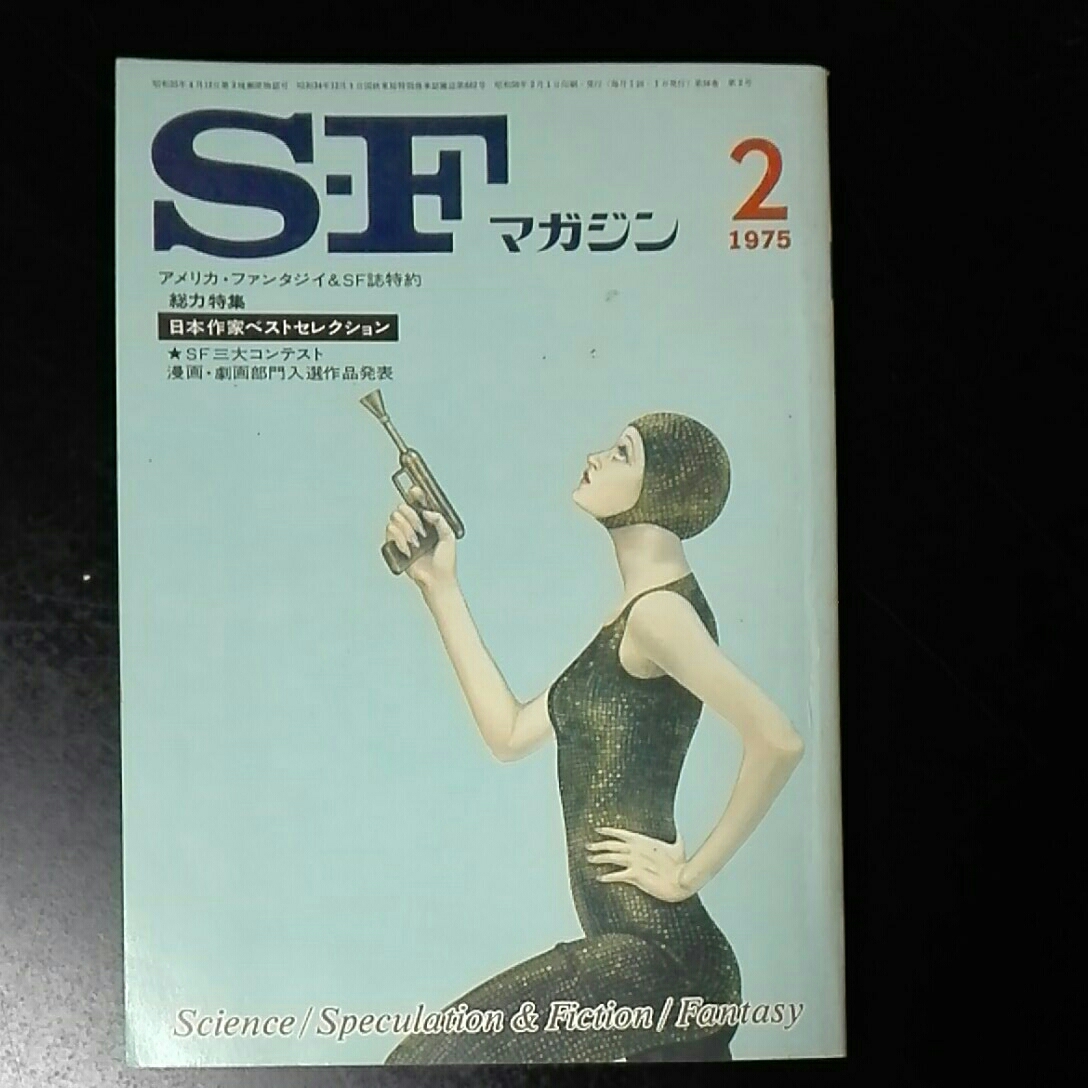 S-Fマガジン
2
1975
アメリカ・ファンタジイ&SF誌特約
総力特集
日本作家ベストセレクション
★SF三大コンテスト
漫画・劇画部門入選作品発表
Science / Speculation & Fiction / Fantasy